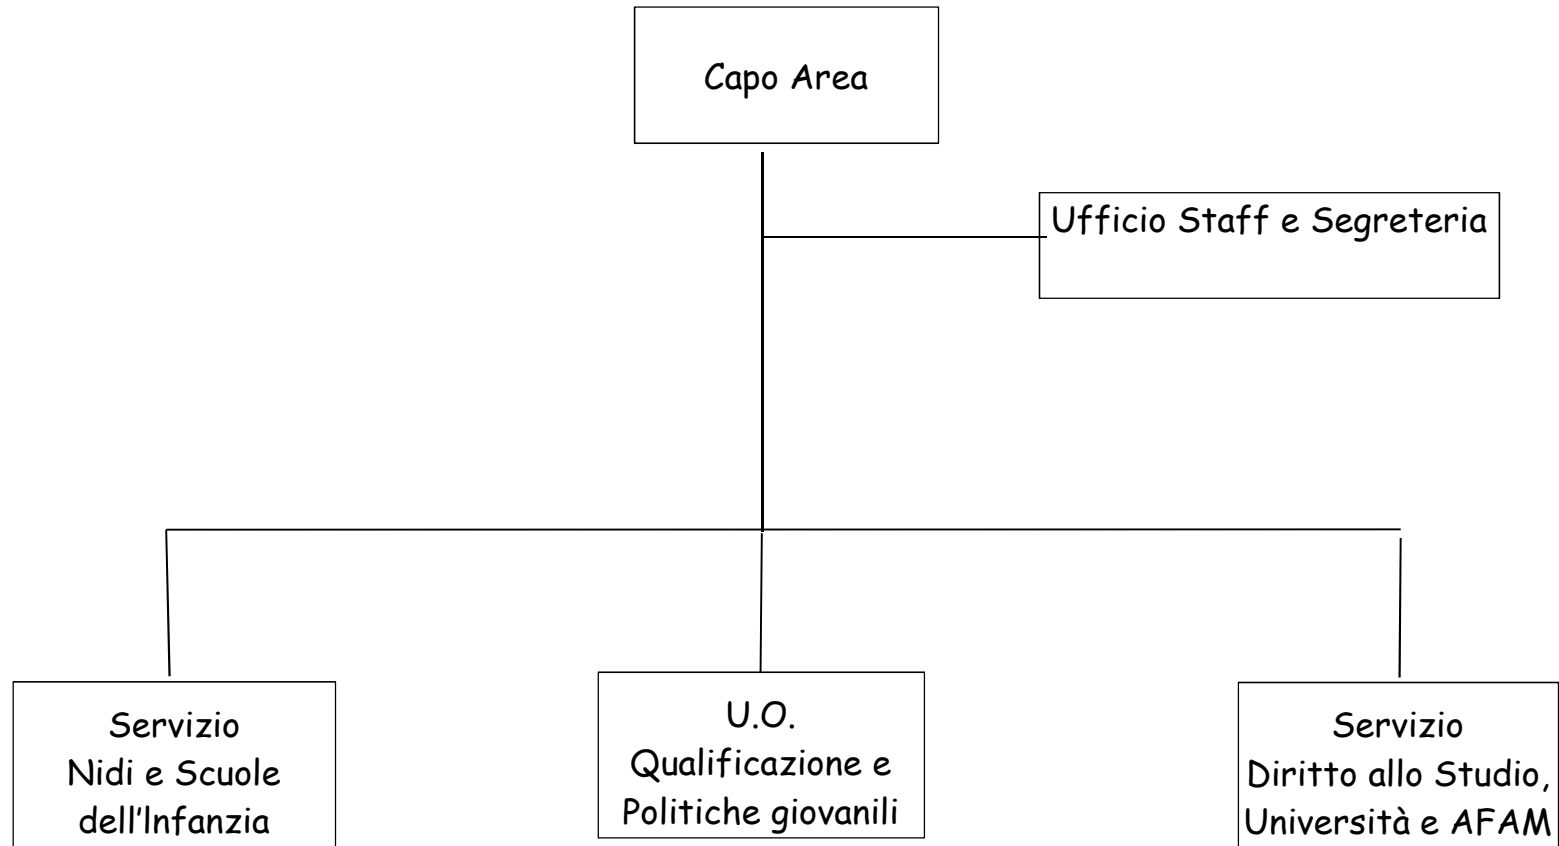 Capo Area
Ufficio Staff e Segreteria
Servizio
Nidi e Scuole
dell'Infanzia
U.O.
Qualificazione e
Politiche giovanili
Servizio
Diritto allo Studio,
Università e AFAM